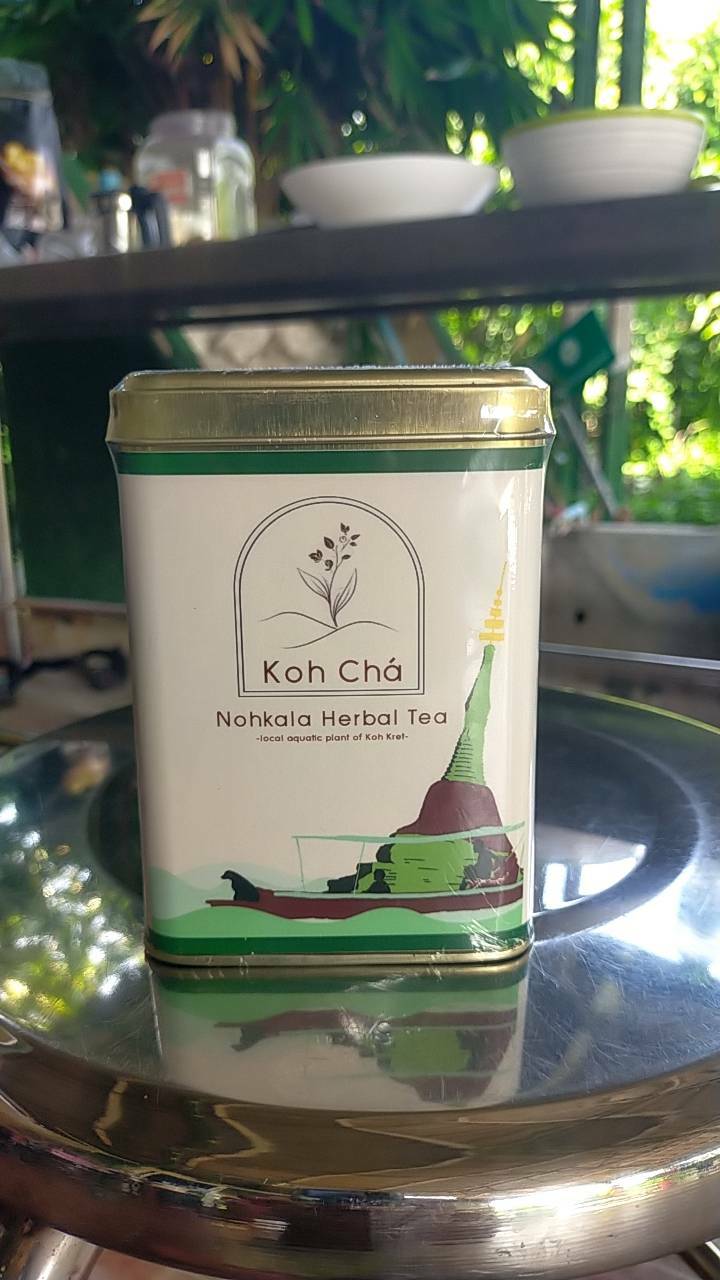 Koh Chá
Nohkala Herbal Tea
-local aquatic plant of Koh Kret-